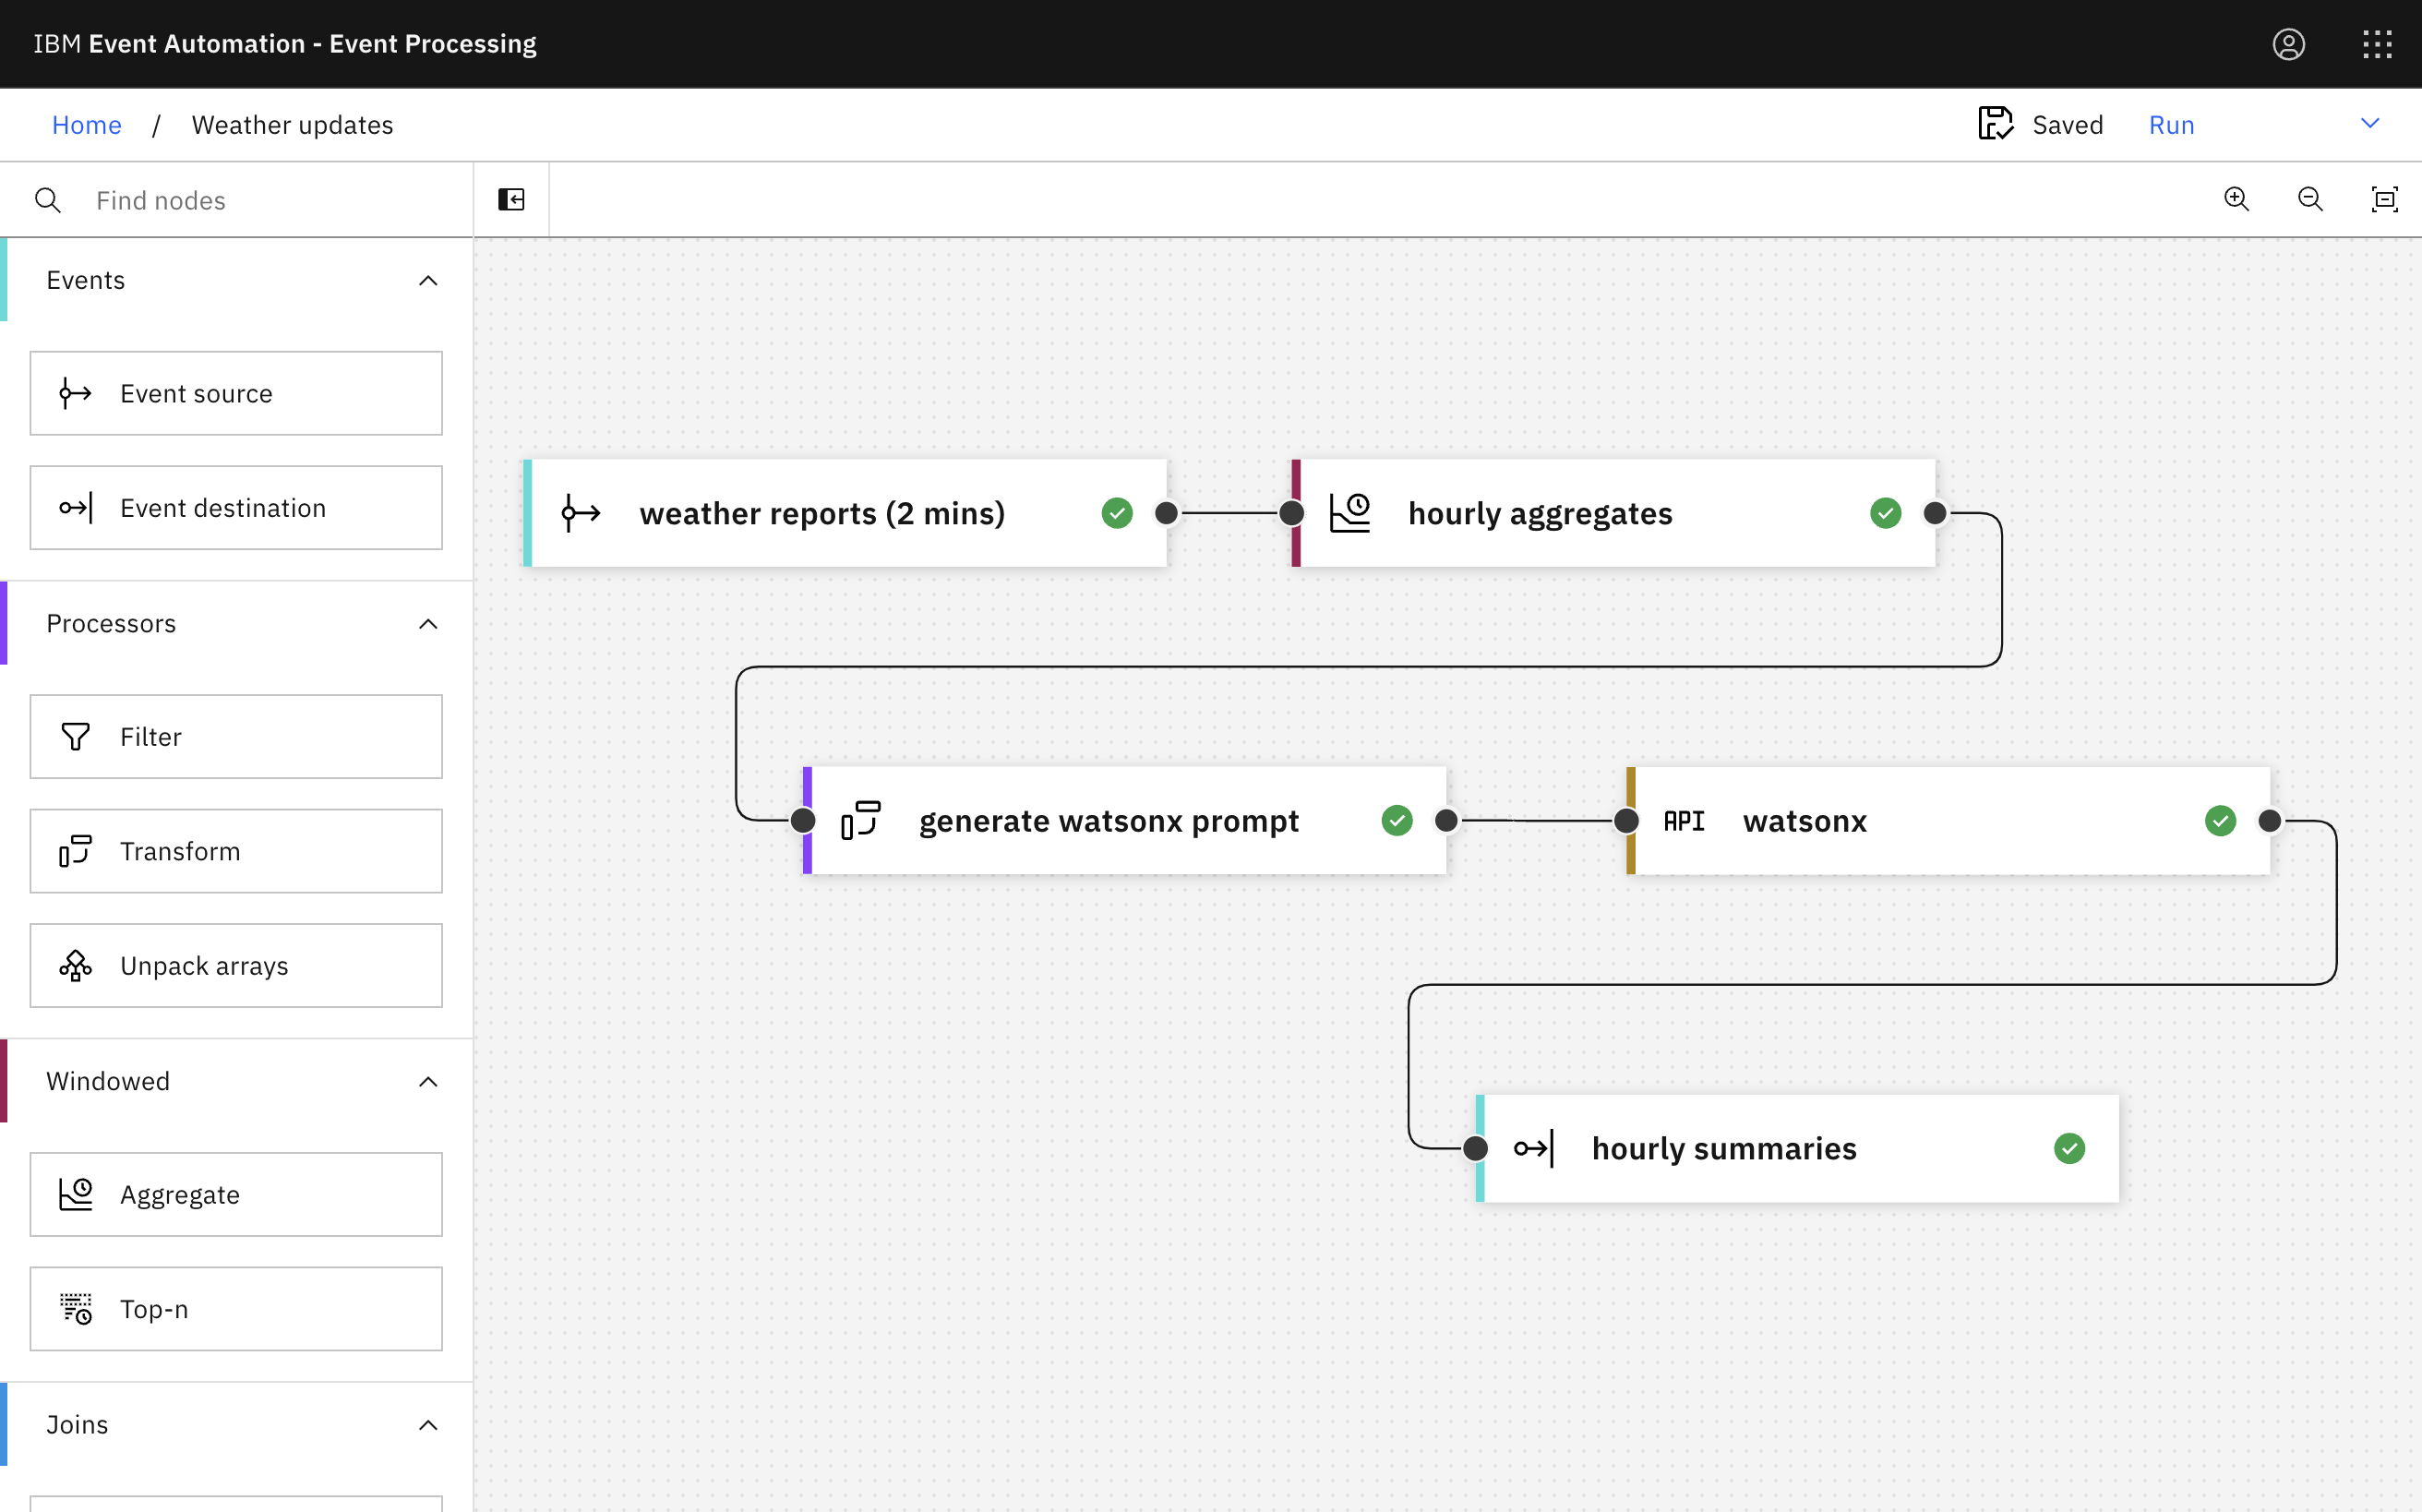 IBM Event Automation - Event Processing
Home / Weather updates
Saved
Run
Find nodes
Events
Event source
Event destination
Processors
Filter
Transform
Unpack arrays
Windowed
Aggregate
Top-n
Joins
weather reports (2 mins)
hourly aggregates
generate watsonx prompt
API watsonx
hourly summaries